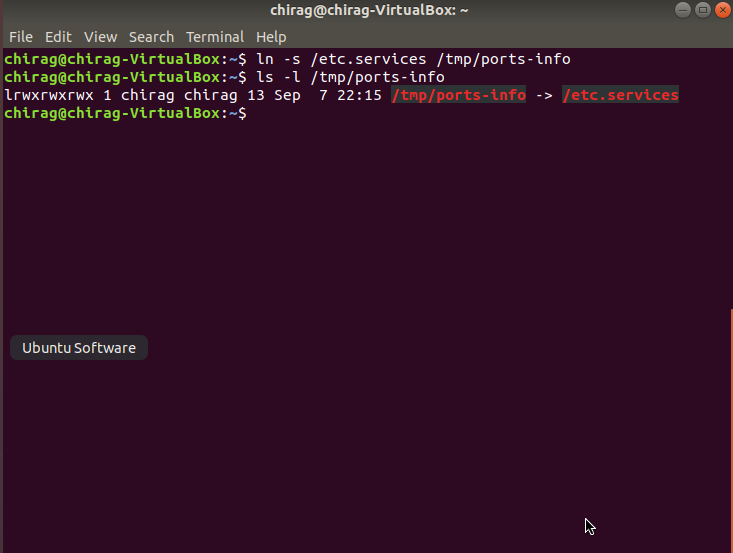 chirag@chirag-VirtualBox: ~
File Edit View Search Terminal Help
chirag@chirag-VirtualBox:~$ ln -s /etc.services /tmp/ports-info
chirag@chirag-VirtualBox:~$ ls -l /tmp/ports-info
lrwxrwxrwx 1 chirag chirag 13 Sep  7 22:15 /tmp/ports-info -> /etc.services
chirag@chirag-VirtualBox:~$
Ubuntu Software